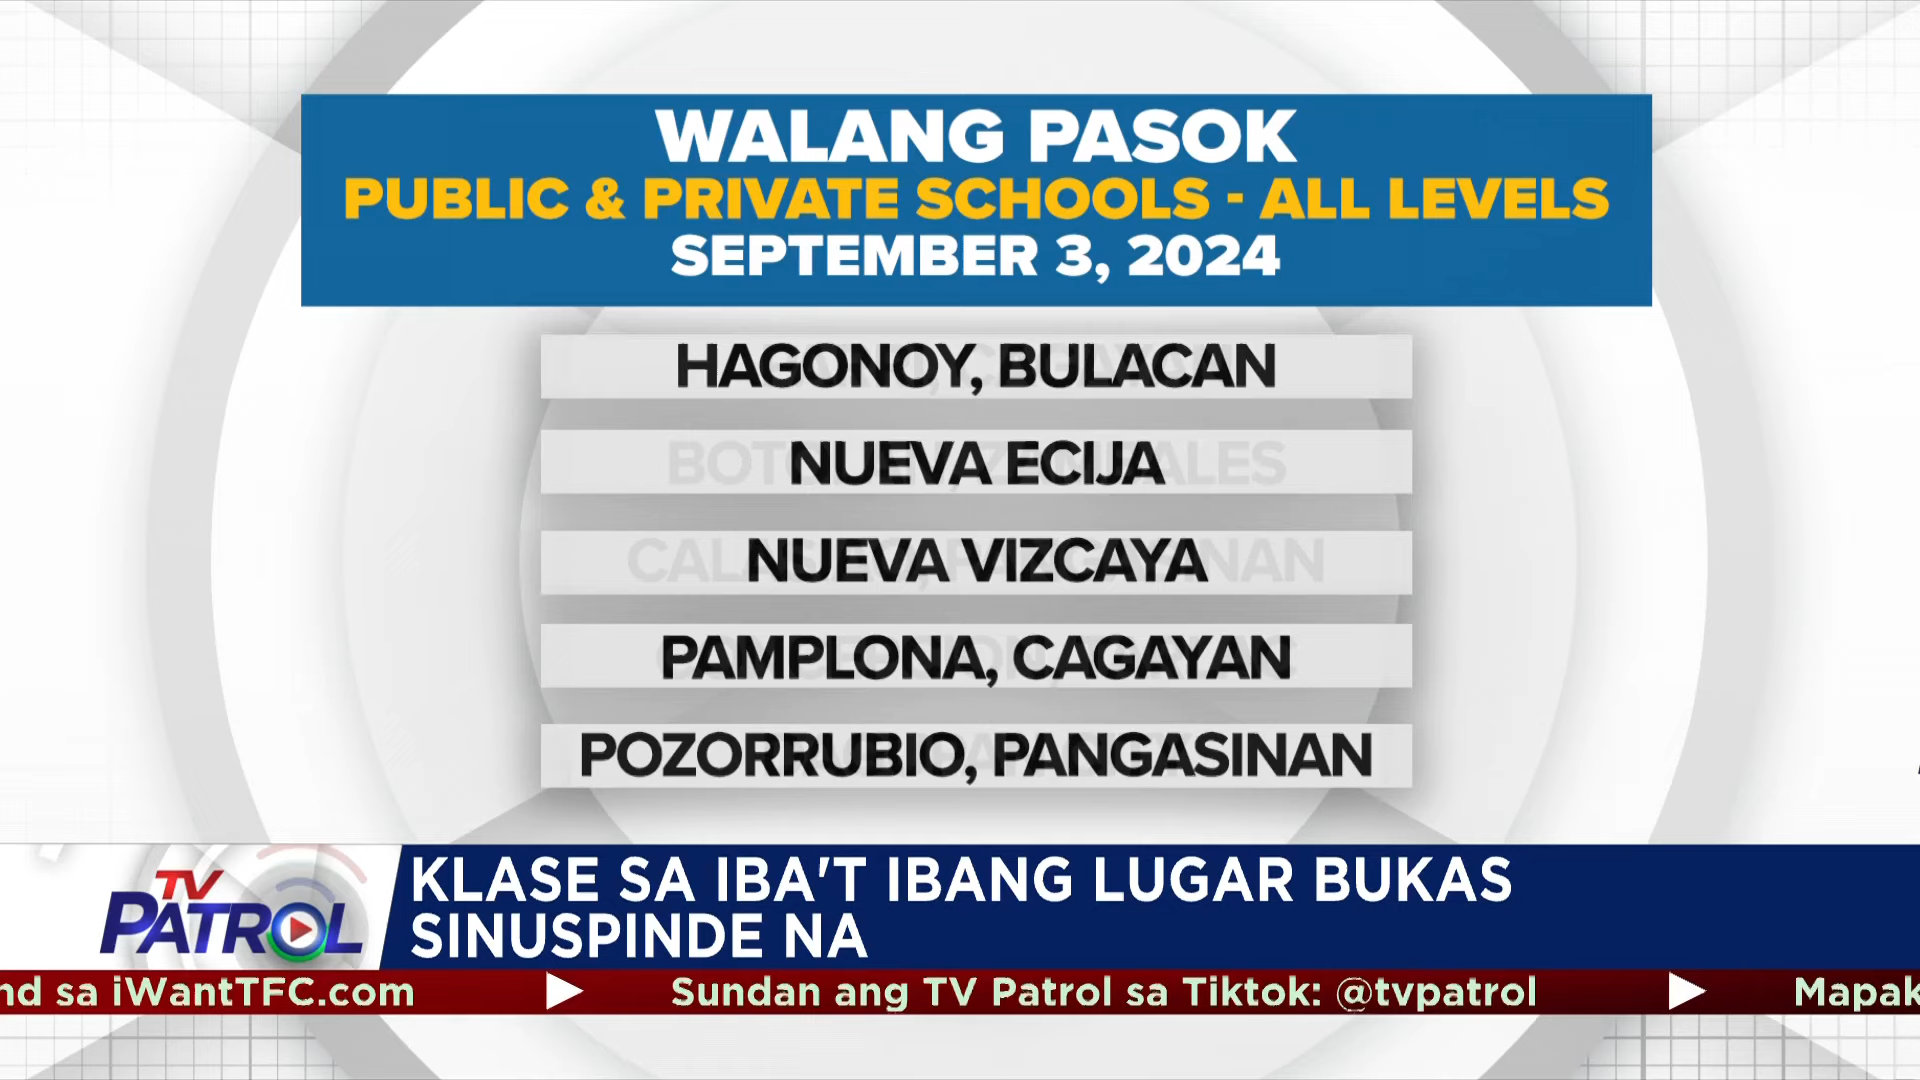 WALANG PASOK
PUBLIC & PRIVATE SCHOOLS - ALL LEVELS
SEPTEMBER 3, 2024
HAGONOY, BULACAN
NUEVA ECIJA
NUEVA VIZCAYA
PAMPLONA, CAGAYAN
POZORRUBIO, PANGASINAN
TV PATROL
KLASE SA IBA'T IBANG LUGAR BUKAS
SINUSPINDE NA
nd sa iWantTFC.com Sundan ang TV Patrol sa Tiktok: @tvpatrol Mapak